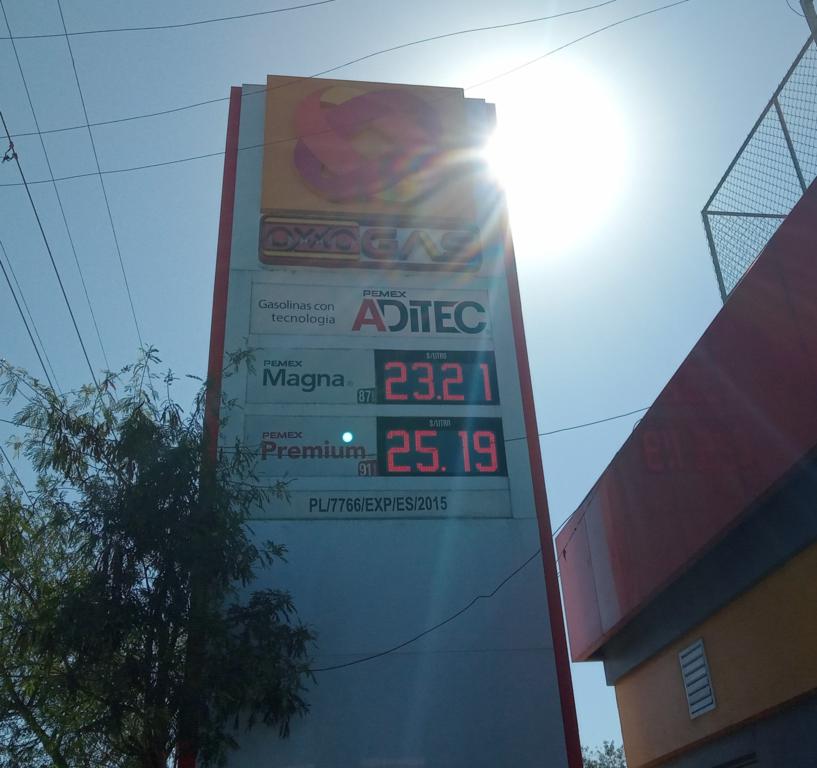 OXXO GAS
Gasolinas con
tecnologia
PEMEX
ADITEC
PEMEX
Magna
87
$/LITRO
23.21
PEMEX
Premium
91
$/LITRO
25.19
PL/7766/EXP/ES/2015